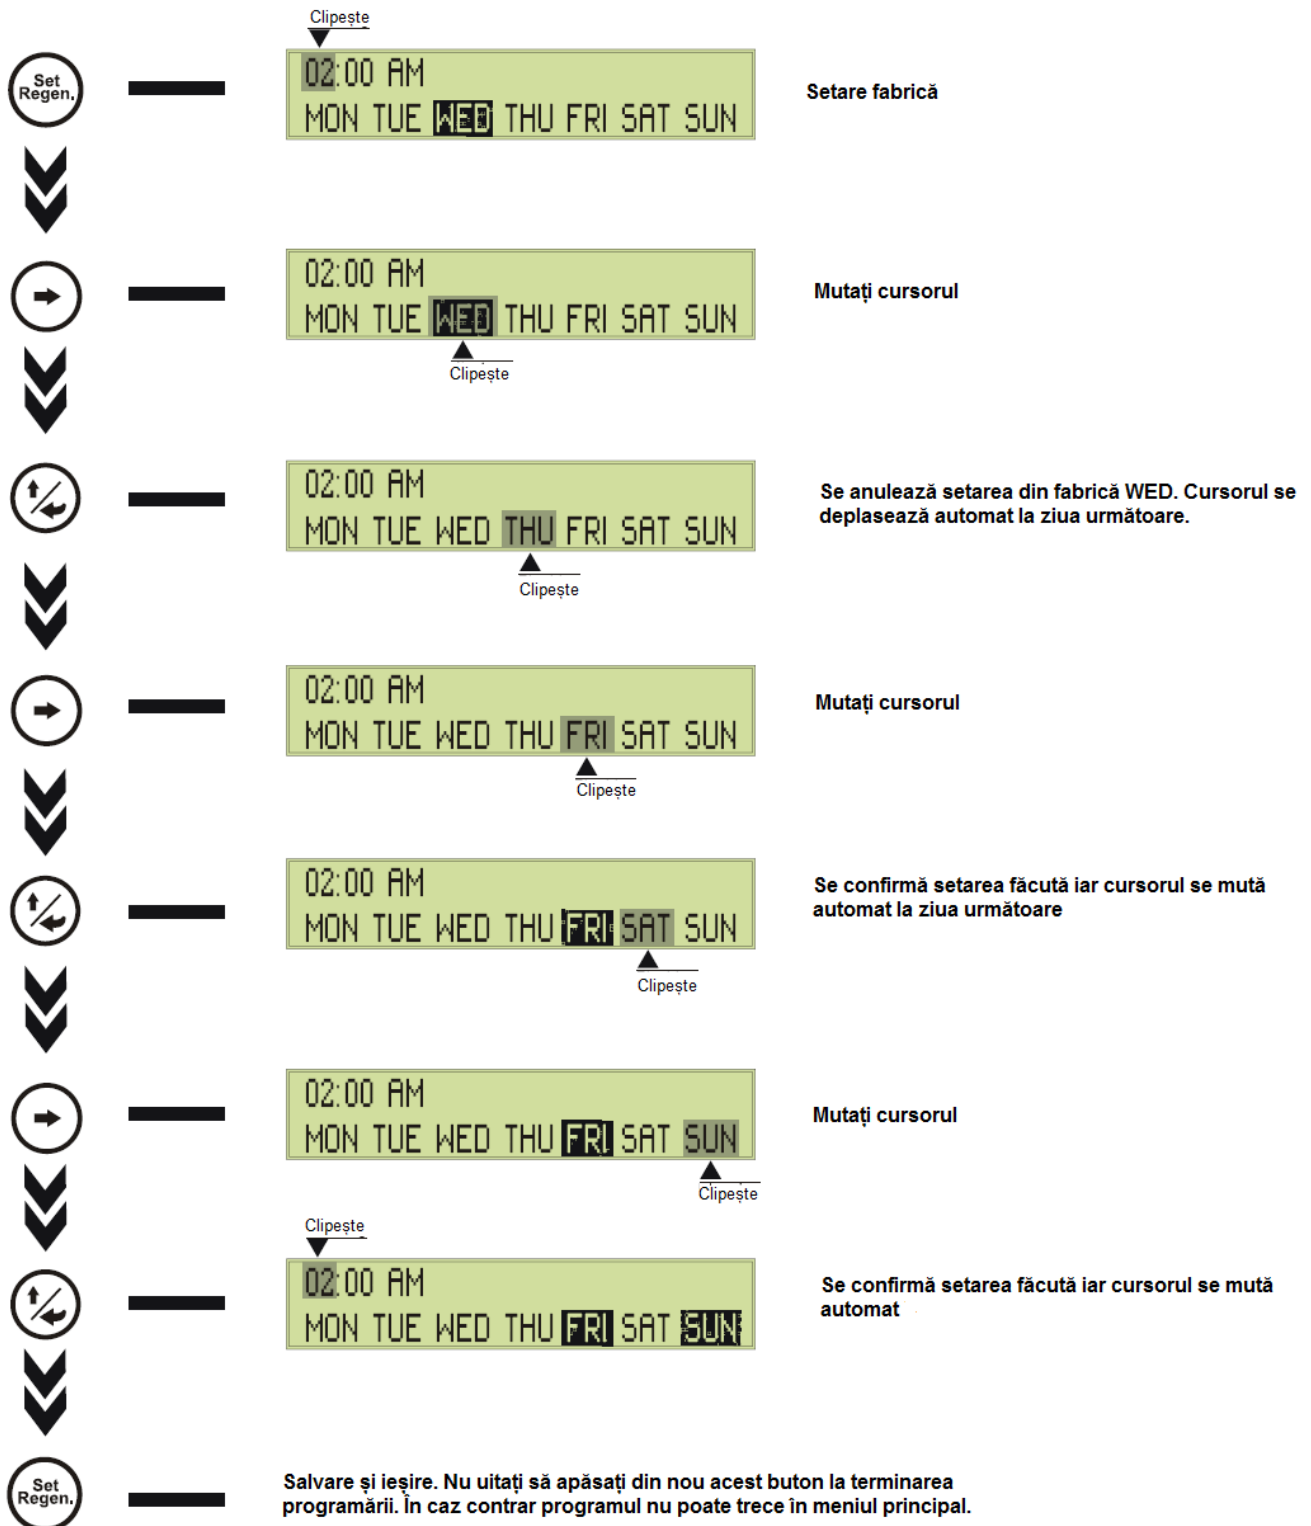 Clipește
Set
Regen.
02:00 AM
MON TUE WED THU FRI SAT SUN
Setare fabrică
02:00 AM
MON TUE WED THU FRI SAT SUN
Clipește
Mutați cursorul
02:00 AM
MON TUE WED THU FRI SAT SUN
Clipește
Se anulează setarea din fabrică WED. Cursorul se
deplasează automat la ziua următoare.
02:00 AM
MON TUE WED THU FRI SAT SUN
Clipește
Mutați cursorul
02:00 AM
MON TUE WED THU FRI SAT SUN
Clipește
Se confirmă setarea făcută iar cursorul se mută
automat la ziua următoare
02:00 AM
MON TUE WED THU FRI SAT SUN
Clipește
Mutați cursorul
Clipește
02:00 AM
MON TUE WED THU FRI SAT SUN
Se confirmă setarea făcută iar cursorul se mută
automat
Set
Regen.
Salvare și ieșire. Nu uitați să apăsați din nou acest buton la terminarea
programării. În caz contrar programul nu poate trece în meniul principal.